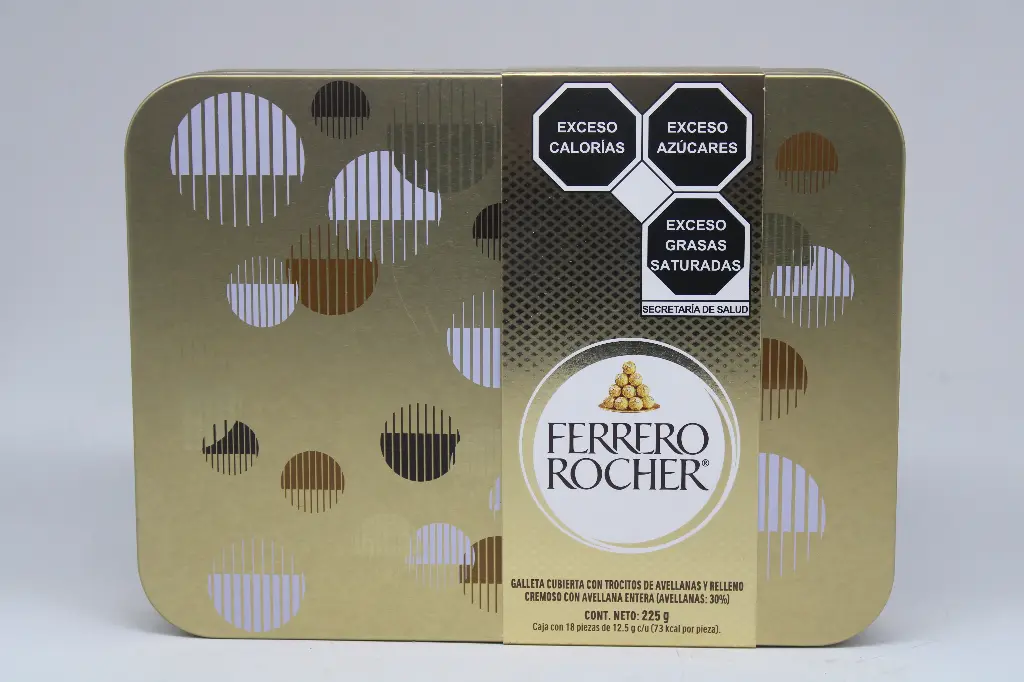 EXCESO
CALORÍAS
EXCESO
AZÚCARES
EXCESO
GRASAS
SATURADAS
SECRETARÍA DE SALUD
FERRERO
ROCHER®
GALLETA CUBIERTA CON TROCITOS DE AVELLANAS Y RELLENO
CREMOSO CON AVELLANA ENTERA (AVELLANAS: 30%)
CONT. NETO: 225 g
Caja con 18 piezas de 12.5 g c/u (73 kcal por pieza).